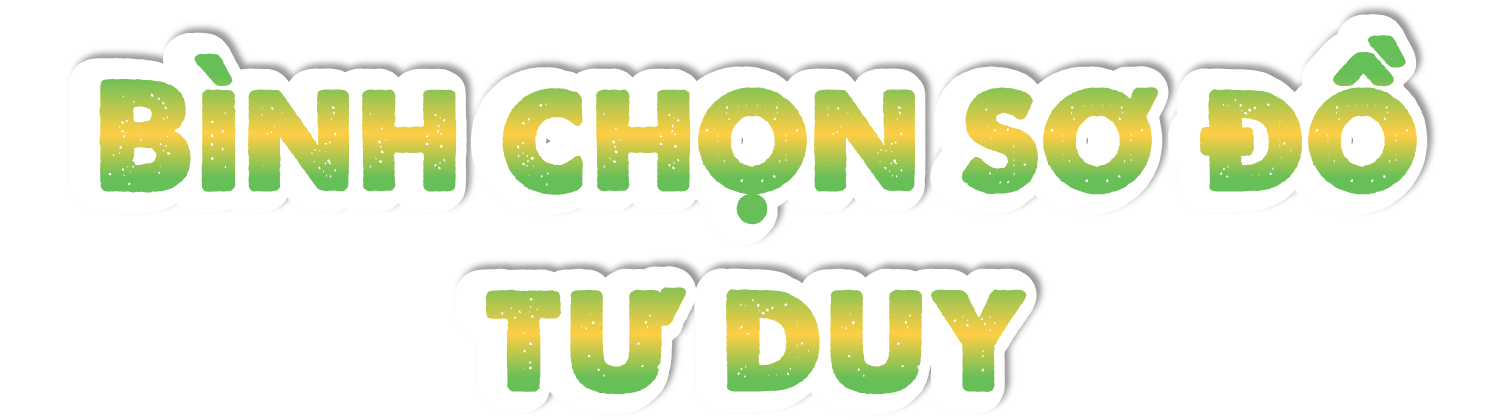 BÌNH CHỌN SƠ ĐỒ
TƯ DUY